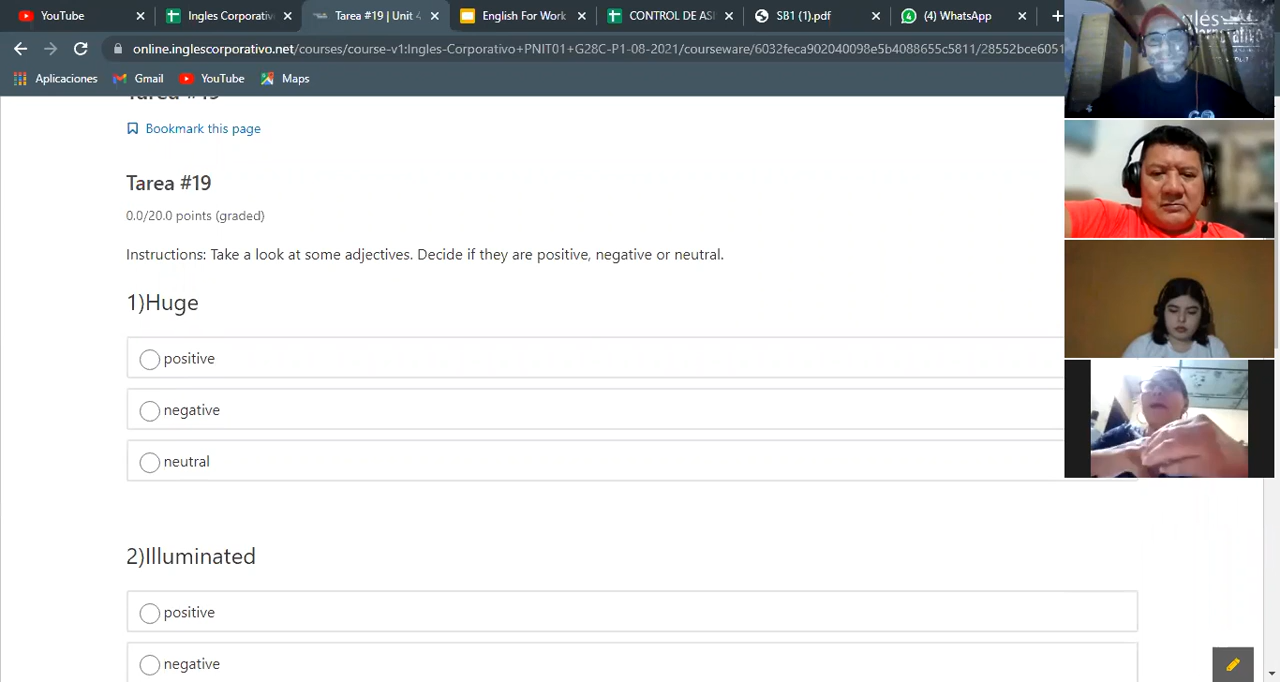 YouTube
Ingles Corporativ
Tarea #19 | Unit 4
English For Work
CONTROL DE ASI
SB1 (1).pdf
(4) WhatsApp
online.inglescorporativo.net/courses/course-v1:Ingles-Corporativo+PNIT01+G28C-P1-08-2021/courseware/6032feca902040098e5b4088655c5811/28552bce6051
Aplicaciones
Gmail
YouTube
Maps
Tarea #19
Bookmark this page
Tarea #19
0.0/20.0 points (graded)
Instructions: Take a look at some adjectives. Decide if they are positive, negative or neutral.
1)Huge
positive
negative
neutral
2)Illuminated
positive
negative